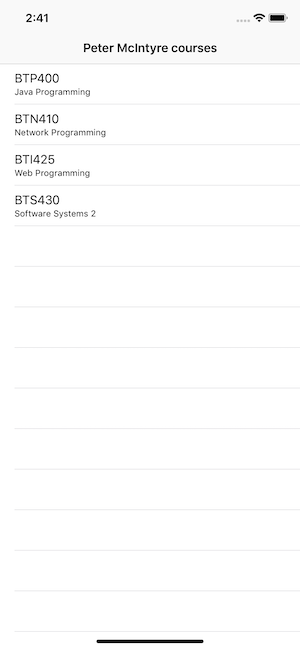 2:41
Peter McIntyre courses
BTP400
Java Programming
BTN410
Network Programming
BTI425
Web Programming
BTS430
Software Systems 2